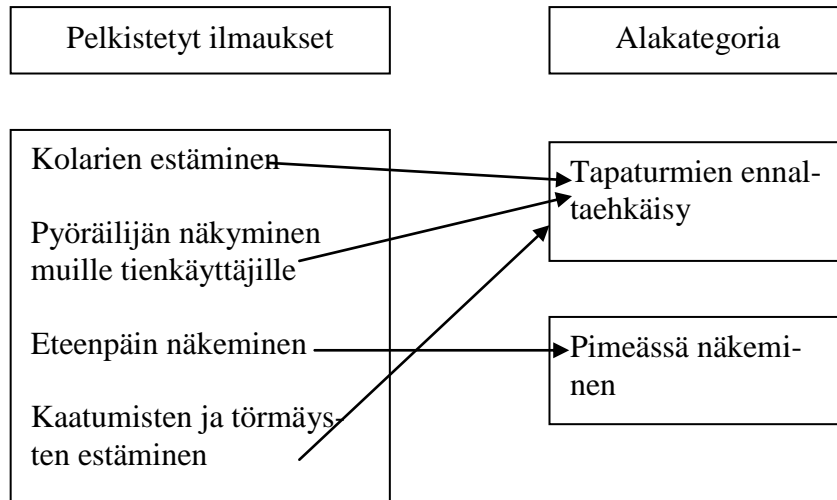 Pelkistetyt ilmaukset
Alakategoria
Kolarien estäminen
Pyöräilijän näkyminen
muille tienkäyttäjille
Eteenpäin näkeminen
Kaatumisten ja törmäys-
ten estäminen
Tapaturmien ennal-
taehkäisy
Pimeässä näkemi-
nen